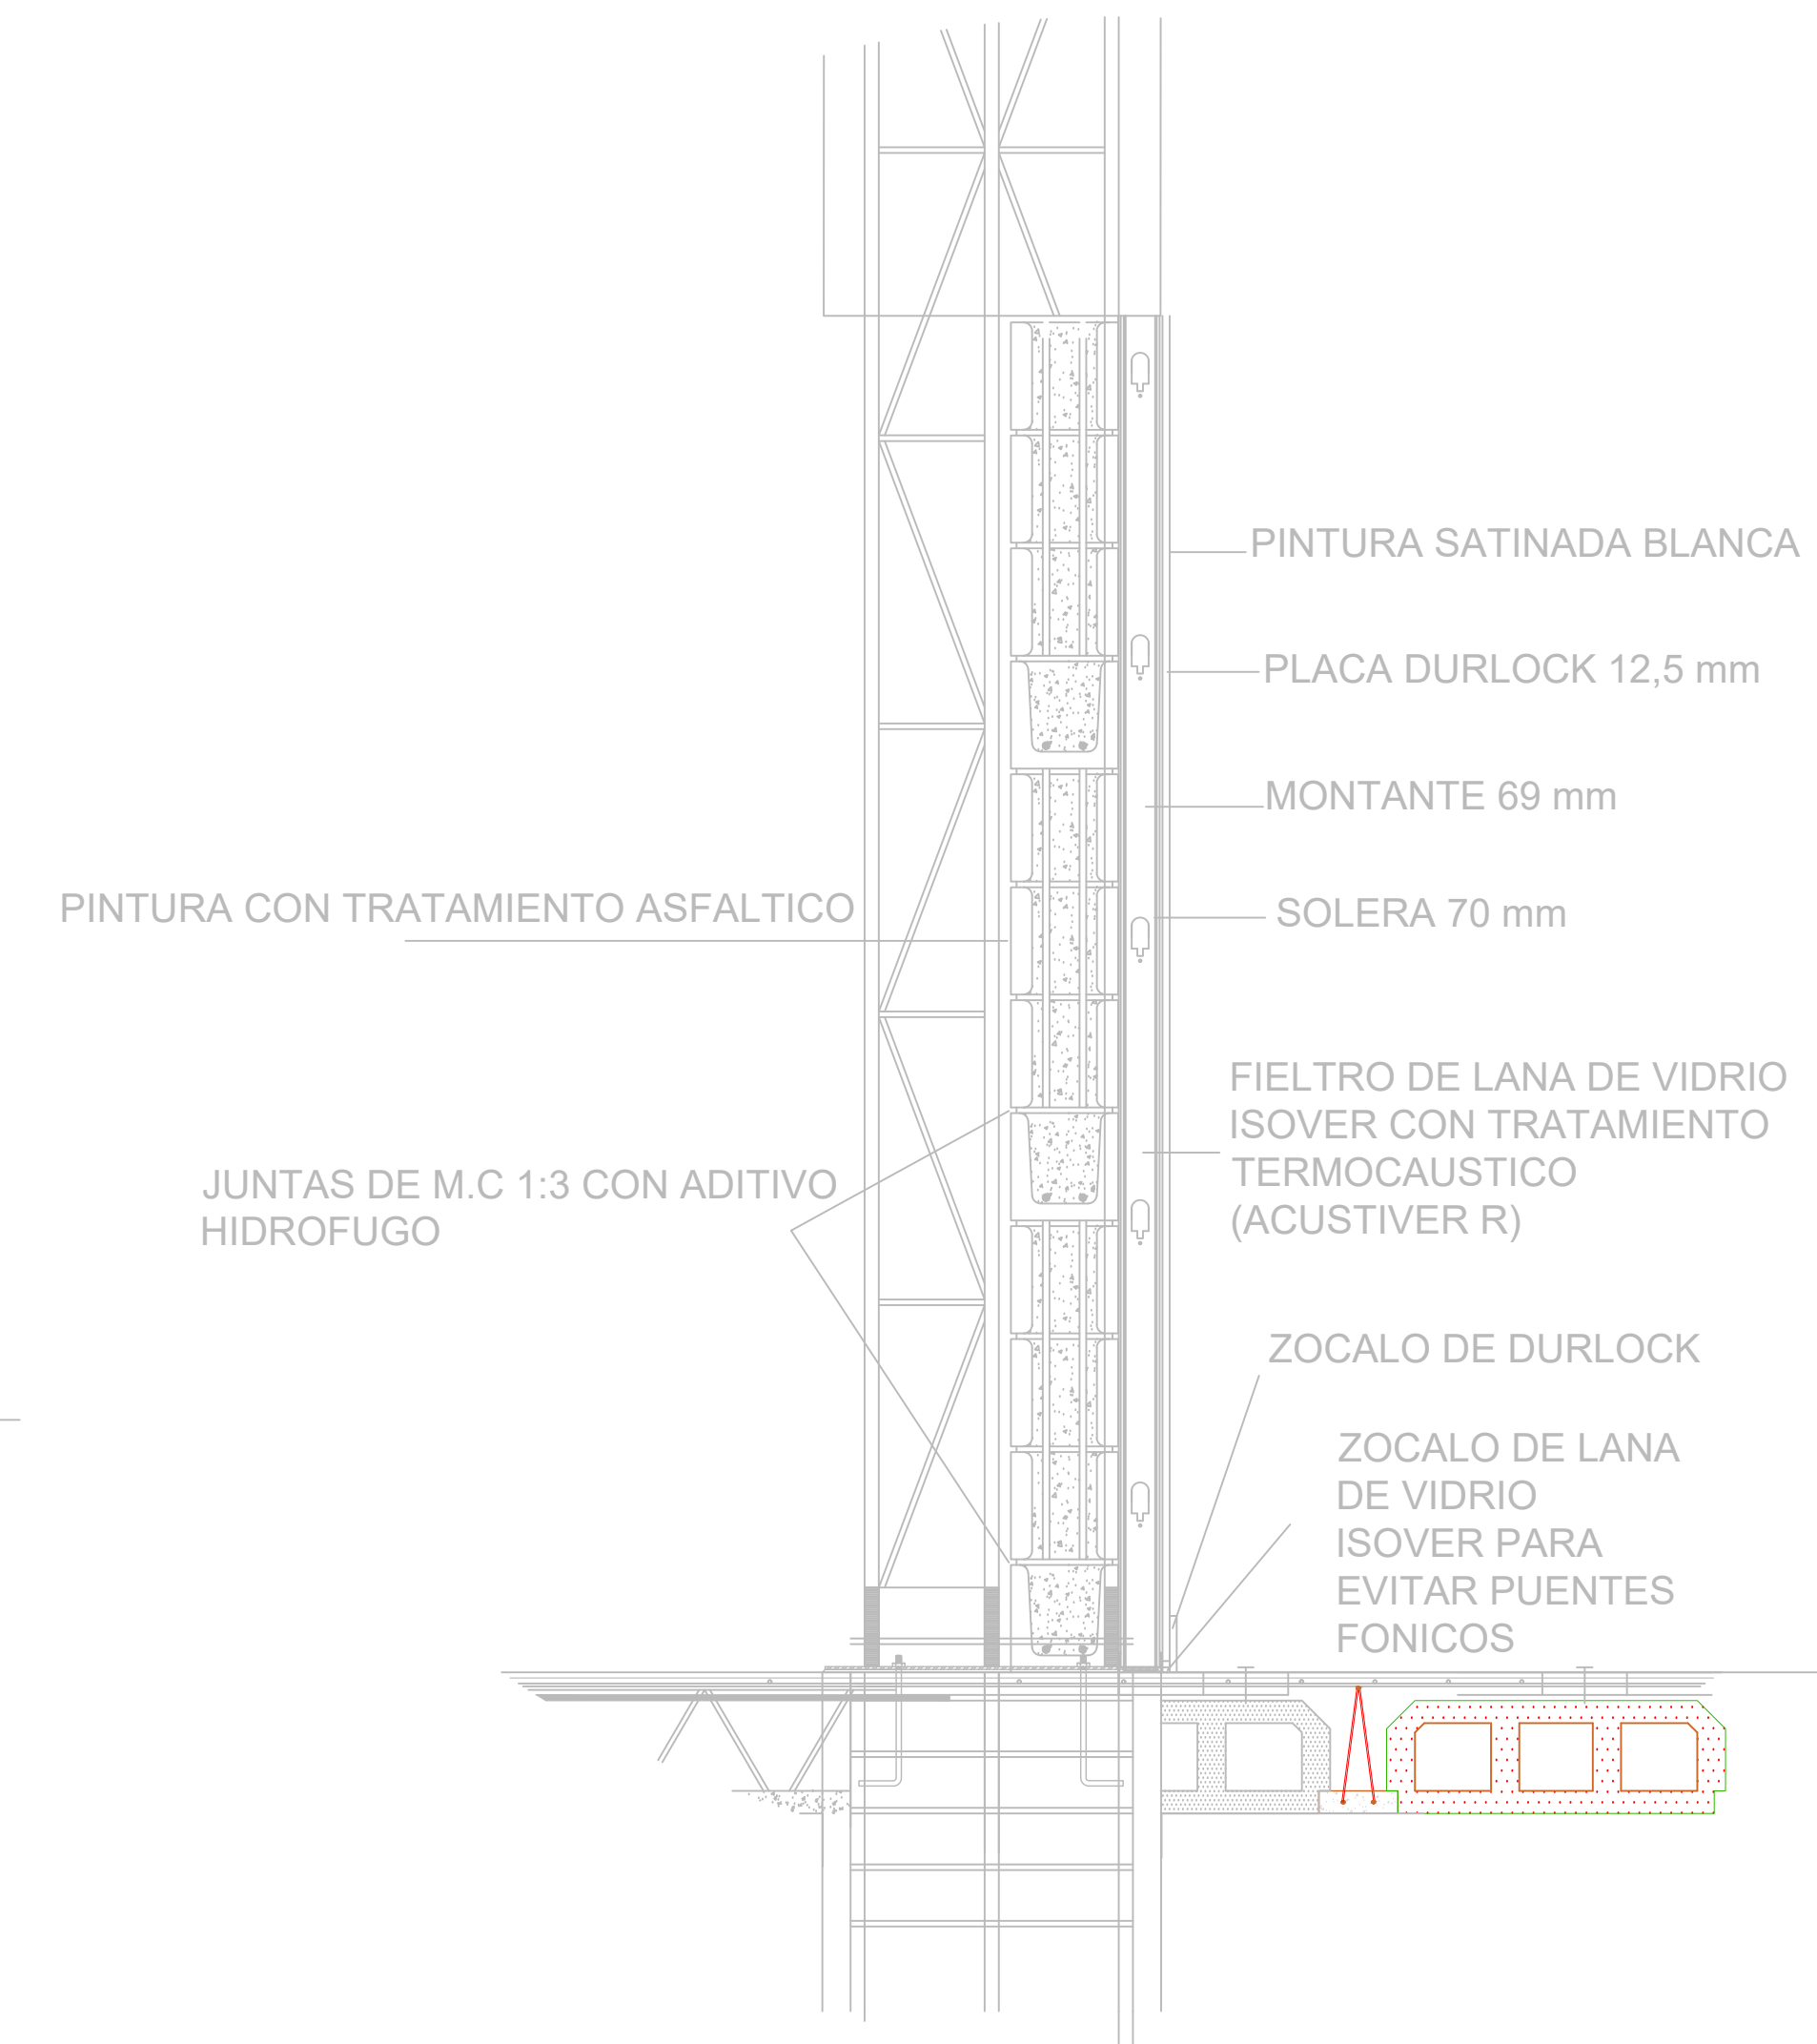 PINTURA SATINADA BLANCA
PLACA DURLOCK 12,5 mm
MONTANTE 69 mm
PINTURA CON TRATAMIENTO ASFALTICO
SOLERA 70 mm
FIELTRO DE LANA DE VIDRIO
ISOVER CON TRATAMIENTO
TERMOCAUSTICO
(ACUSTIVER R)
JUNTAS DE M.C 1:3 CON ADITIVO
HIDROFUGO
ZOCALO DE DURLOCK
ZOCALO DE LANA
DE VIDRIO
ISOVER PARA
EVITAR PUENTES
FONICOS